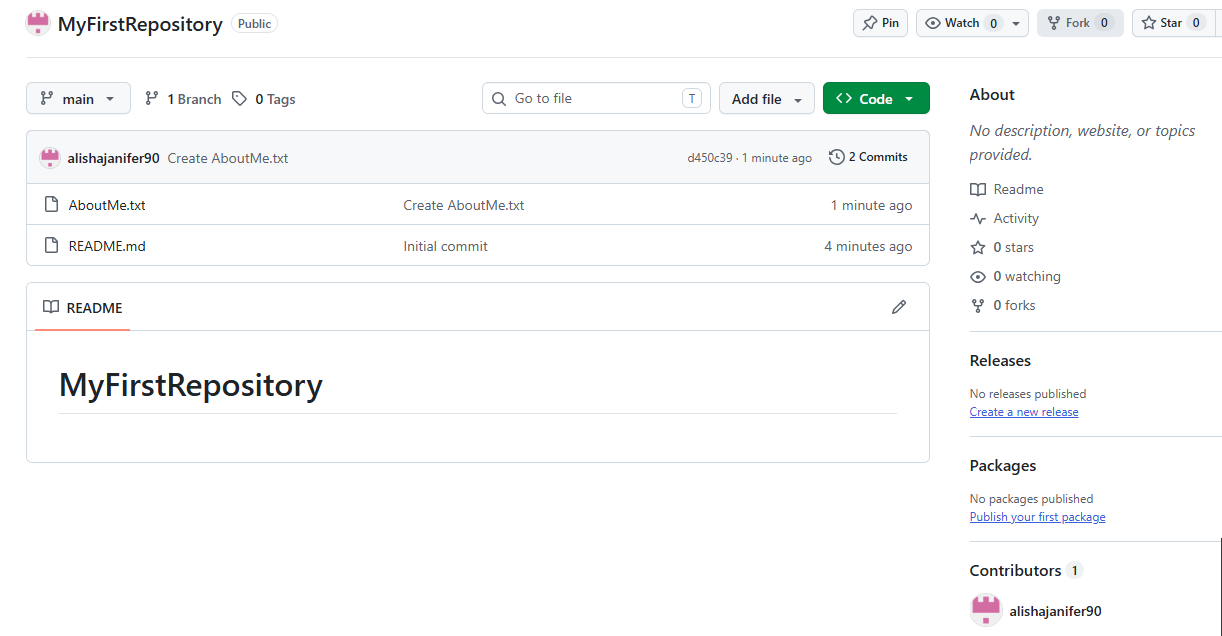 MyFirstRepository Public Pin Watch 0 Fork 0 Star 0
main 1 Branch 0 Tags Go to file T Add file Code
alishajanifer90 Create AboutMe.txt d450c39 · 1 minute ago 2 Commits
AboutMe.txt Create AboutMe.txt 1 minute ago
README.md Initial commit 4 minutes ago
README
MyFirstRepository
About
No description, website, or topics
provided.
Readme
Activity
0 stars
0 watching
0 forks
Releases
No releases published
Create a new release
Packages
No packages published
Publish your first package
Contributors 1
alishajanifer90